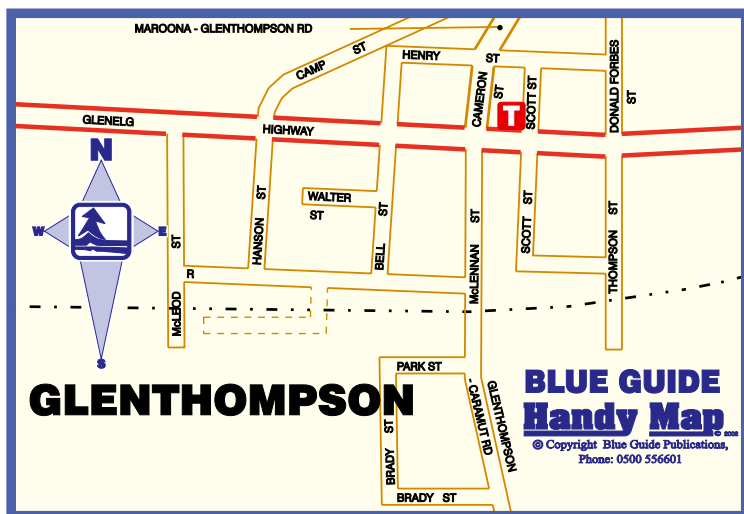 MAROONA - GLENTHOMPSON RD
CAMP ST
HENRY ST
CAMERON ST
SCOTT ST
DONALD FORBES ST
T
GLENELG HIGHWAY
N
W E
S
McLEOD ST
R
HANSON ST
WALTER
ST
BELL ST
McLENNAN ST
SCOTT ST
THOMPSON ST
PARK ST
GLENTHOMPSON
- CARAMUT RD
BRADY ST
BRADY ST
GLENTHOMPSON
BLUE GUIDE
Handy Map
© 2002
© Copyright Blue Guide Publications,
Phone: 0500 556601